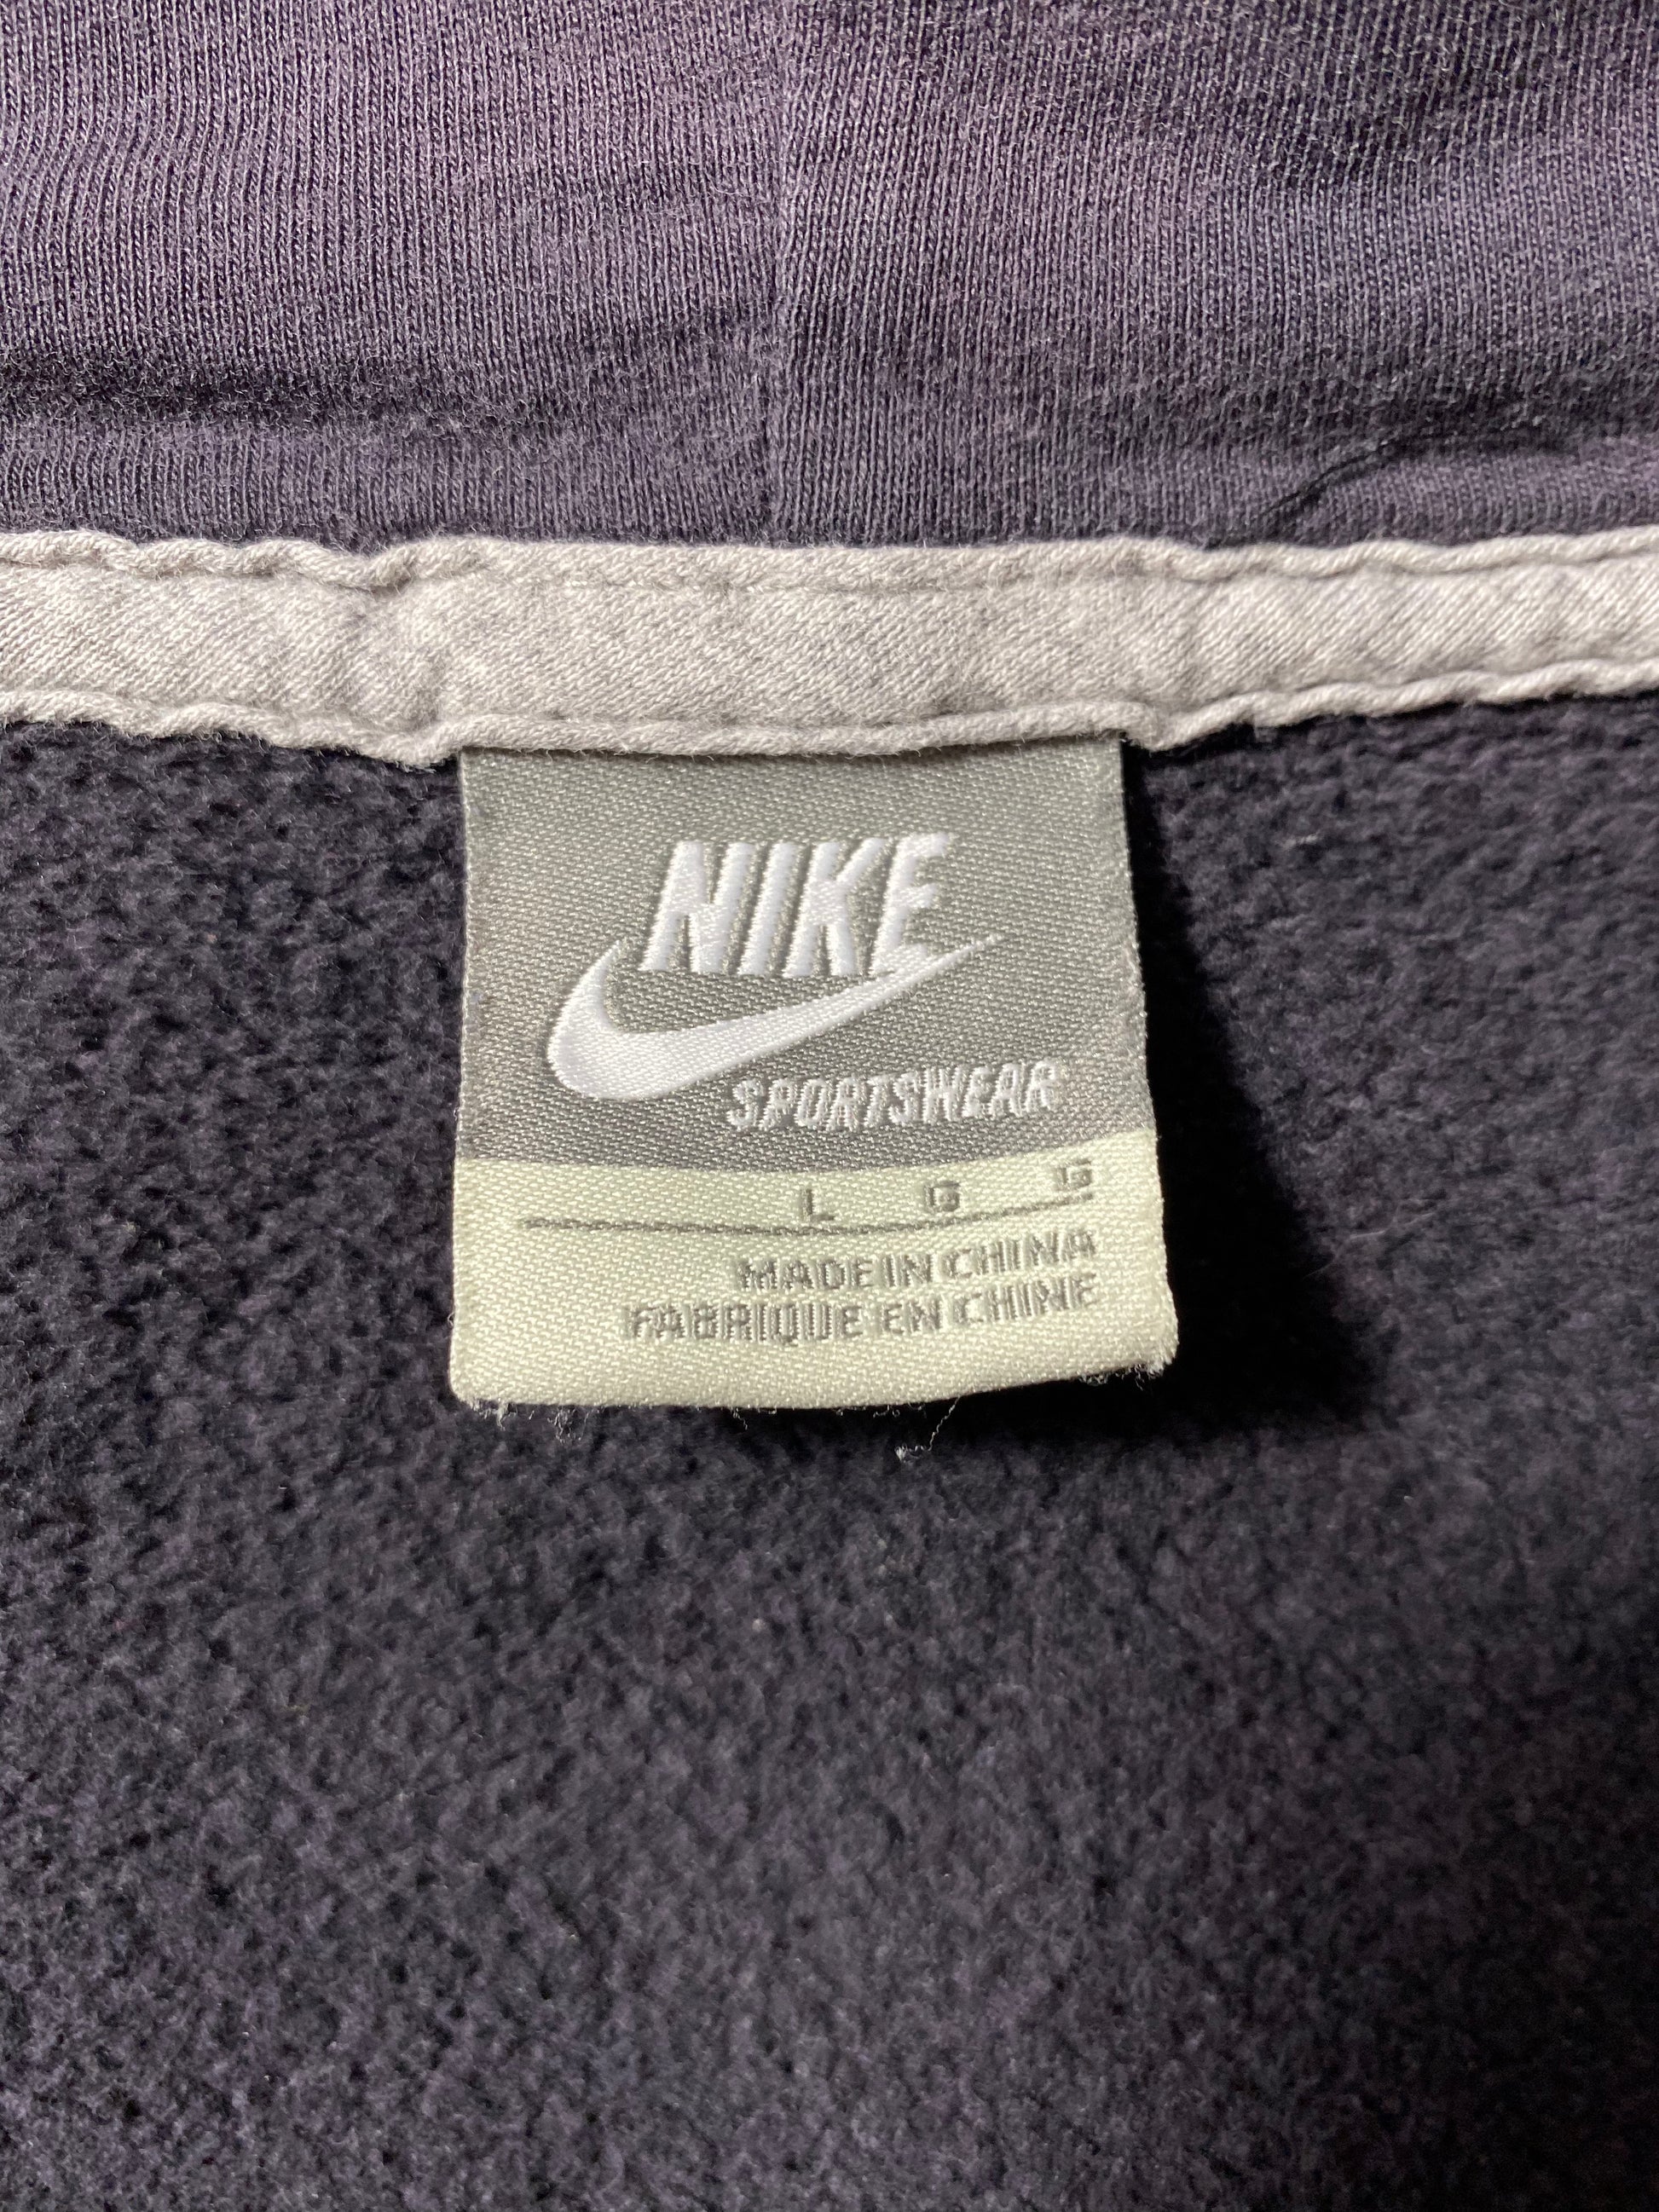 NIKE
SPORTSWEAR
L G G
MADE IN CHINA
FABRIQUE EN CHINE